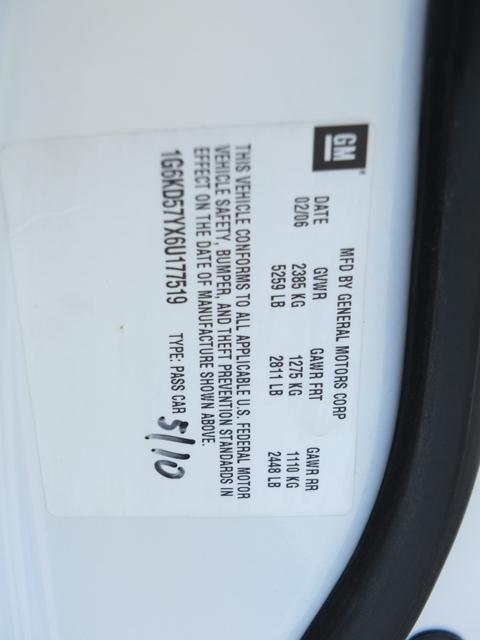 GM
MFD BY GENERAL MOTORS CORP
DATE GVWR GAWR FRT GAWR RR
02/06 2385 KG 1275 KG 1110 KG
5259 LB 2811 LB 2448 LB
THIS VEHICLE CONFORMS TO ALL APPLICABLE U.S. FEDERAL MOTOR
VEHICLE SAFETY, BUMPER, AND THEFT PREVENTION STANDARDS IN
EFFECT ON THE DATE OF MANUFACTURE SHOWN ABOVE.
1G6KD57YX6U177519 TYPE: PASS CAR 5/10